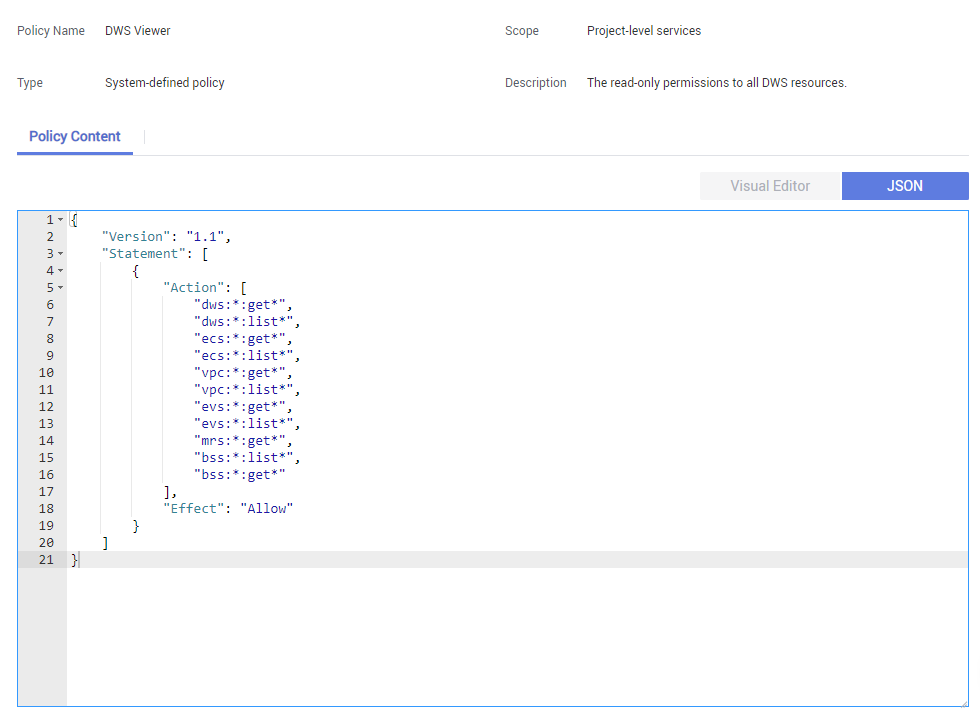 Policy Name DWS Viewer Scope Project-level services
Type System-defined policy Description The read-only permissions to all DWS resources.
Policy Content
Visual Editor JSON
1 {
2 "Version": "1.1",
3 "Statement": [
4 {
5 "Action": [
6 "dws:*:get*",
7 "dws:*:list*",
8 "ecs:*:get*",
9 "ecs:*:list*",
10 "vpc:*:get*",
11 "vpc:*:list*",
12 "evs:*:get*",
13 "evs:*:list*",
14 "mrs:*:get*",
15 "bss:*:list*",
16 "bss:*:get*"
17 ],
18 "Effect": "Allow"
19 }
20 ]
21 }